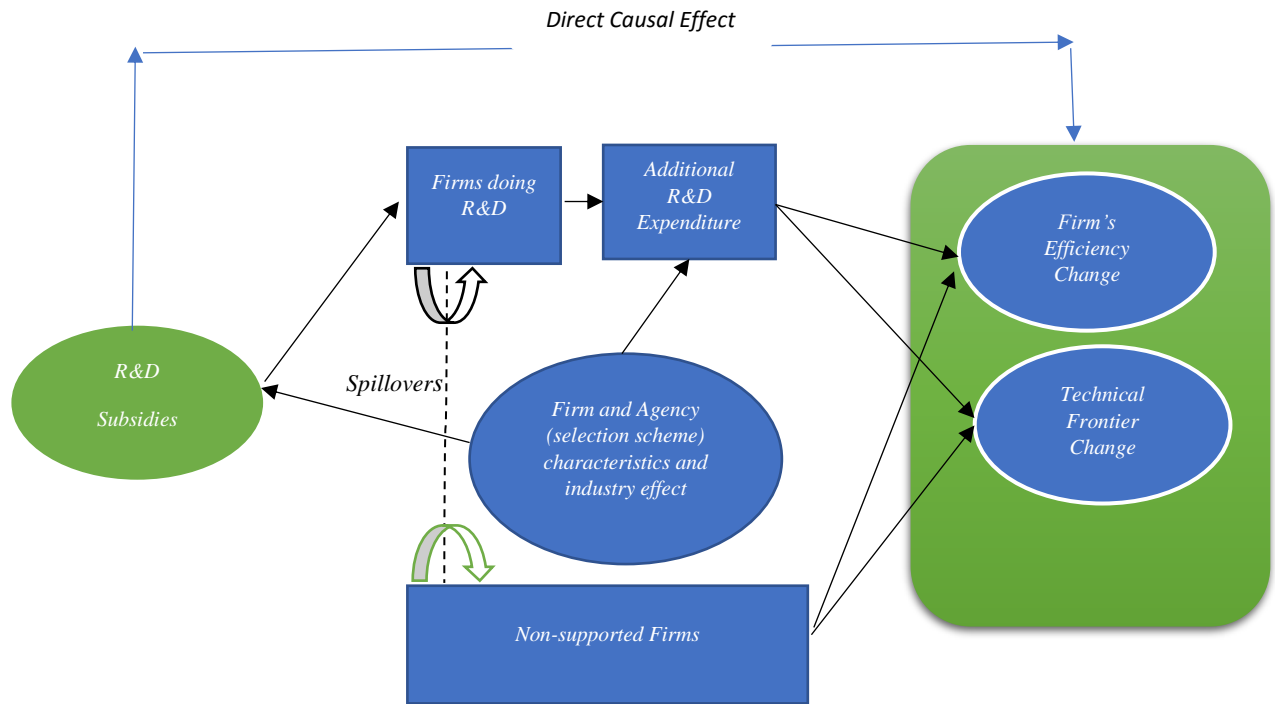 Direct Causal Effect
Firms doing
R&D
Additional
R&D
Expenditure
Firm's
Efficiency
Change
R&D
Subsidies
Spillovers
Firm and Agency
(selection scheme)
characteristics and
industry effect
Technical
Frontier
Change
Non-supported Firms